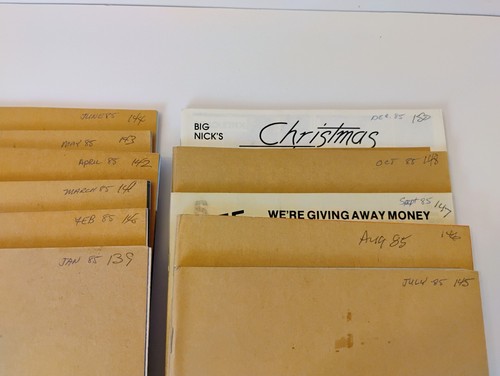 JUNE 85 144
MAY 85 143
APRIL 85 142
MARCH 85 141
FEB 85 140
JAN 85 139
BIG
NICK'S
Christmas
DEC. 85 150
OCT 85 148
Sept 85 147
WE'RE GIVING AWAY MONEY
Aug 85 146
JULY 85 145